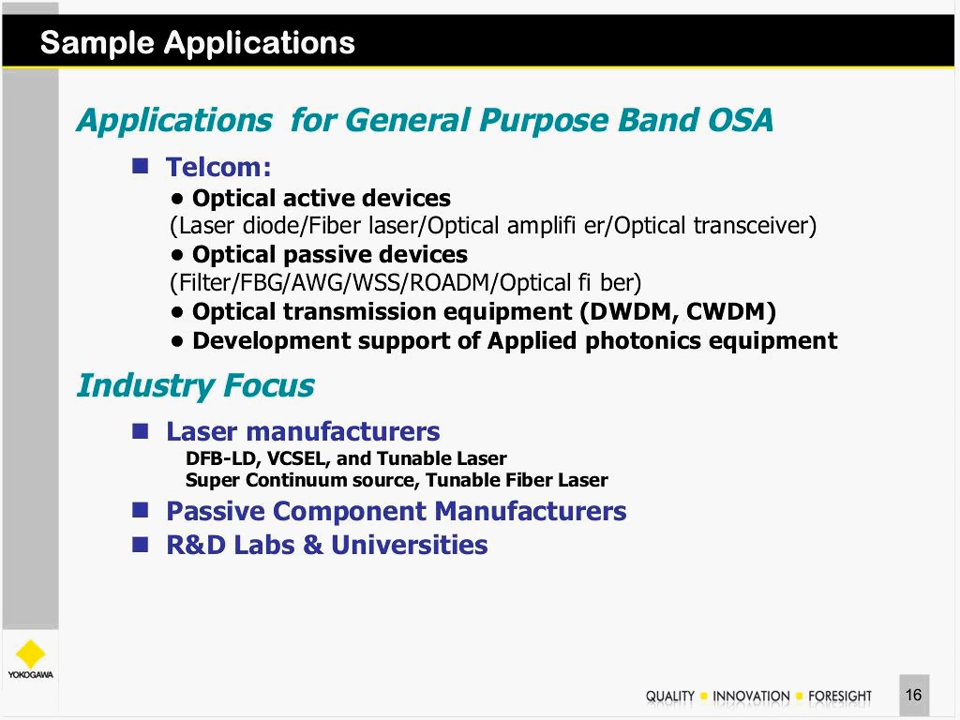 Sample Applications
Applications for General Purpose Band OSA
■ Telcom:
● Optical active devices
(Laser diode/Fiber laser/Optical amplifi er/Optical transceiver)
● Optical passive devices
(Filter/FBG/AWG/WSS/ROADM/Optical fi ber)
● Optical transmission equipment (DWDM, CWDM)
● Development support of Applied photonics equipment
Industry Focus
■ Laser manufacturers
DFB-LD, VCSEL, and Tunable Laser
Super Continuum source, Tunable Fiber Laser
■ Passive Component Manufacturers
■ R&D Labs & Universities
YOKOGAWA
QUALITY ■ INNOVATION ■ FORESIGHT
16